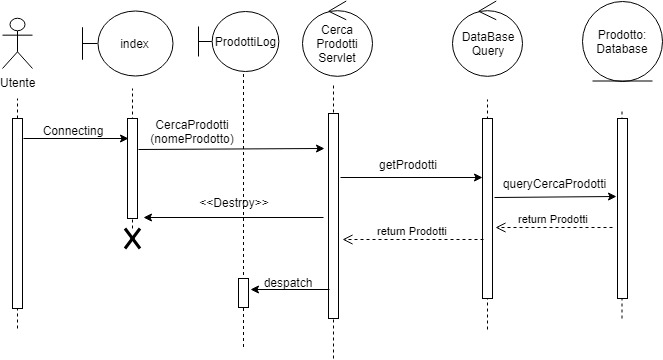 Utente
index
ProdottiLog
Cerca
Prodotti
Servlet
DataBase
Query
Prodotto:
Database
Connecting
CercaProdotti
(nomeProdotto)
getProdotti
queryCercaProdotti
<<Destroy>>
return Prodotti
return Prodotti
despatch